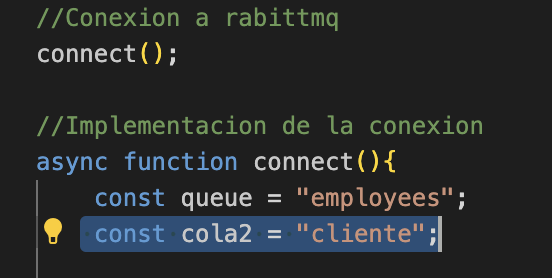 //Conexion a rabittmq
connect();
//Implementacion de la conexion
async function connect(){
const queue = "employees";
const cola2 = "cliente";